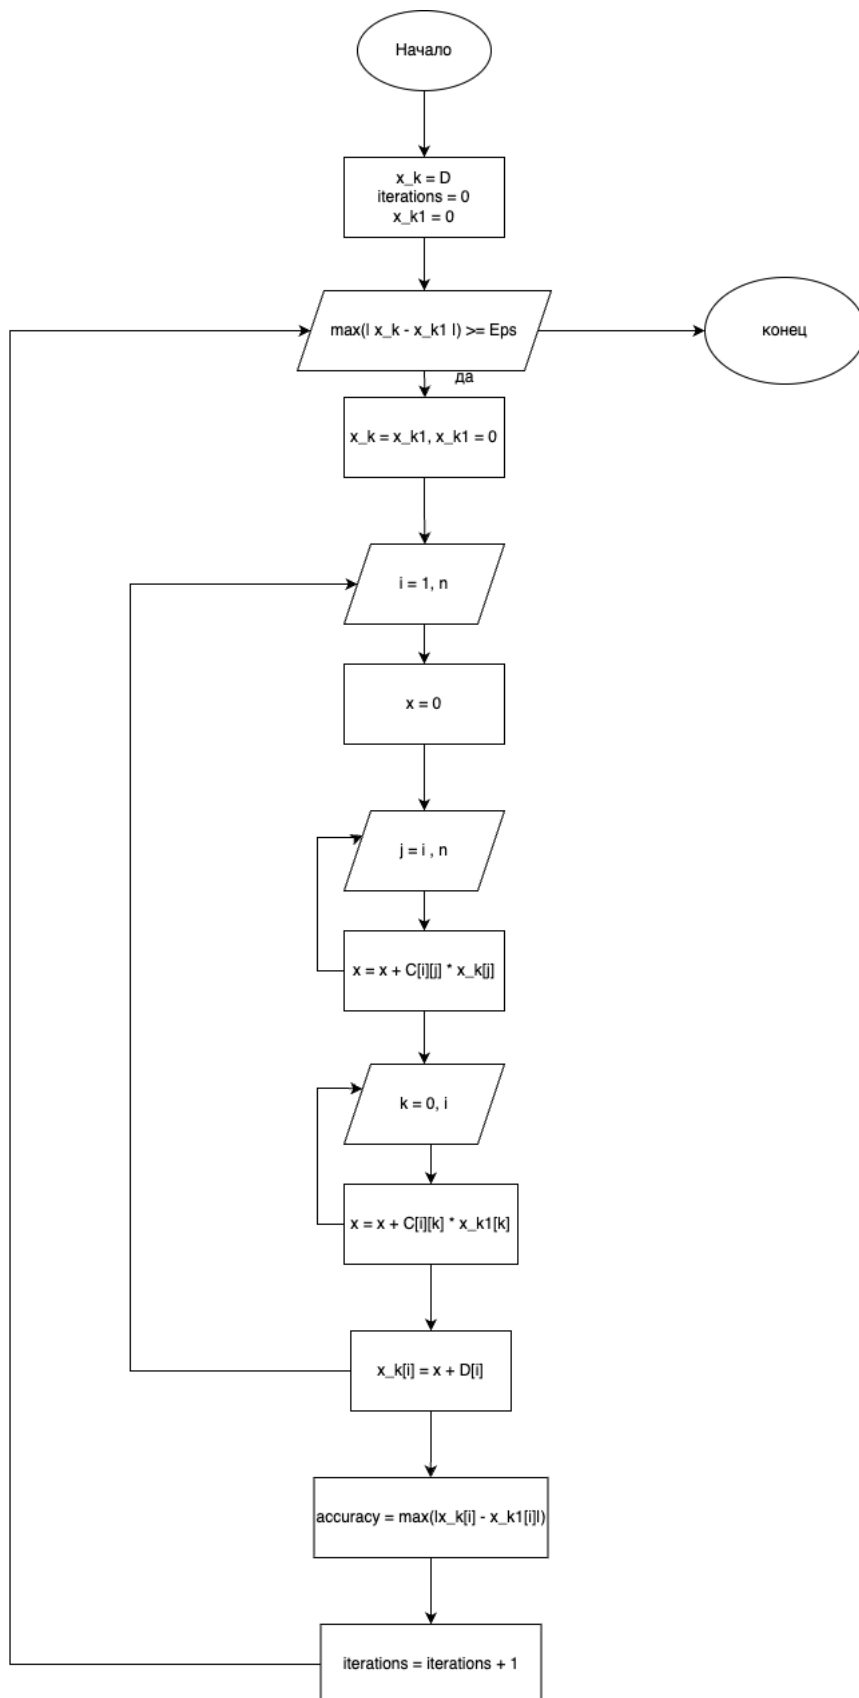 Начало
x_k = D
iterations = 0
x_k1 = 0
max(| x_k - x_k1 |) >= Eps
конец
да
x_k = x_k1, x_k1 = 0
i = 1, n
x = 0
j = i , n
x = x + C[i][j] * x_k[j]
k = 0, i
x = x + C[i][k] * x_k1[k]
x_k[i] = x + D[i]
accuracy = max(|x_k[i] - x_k1[i]|)
iterations = iterations + 1